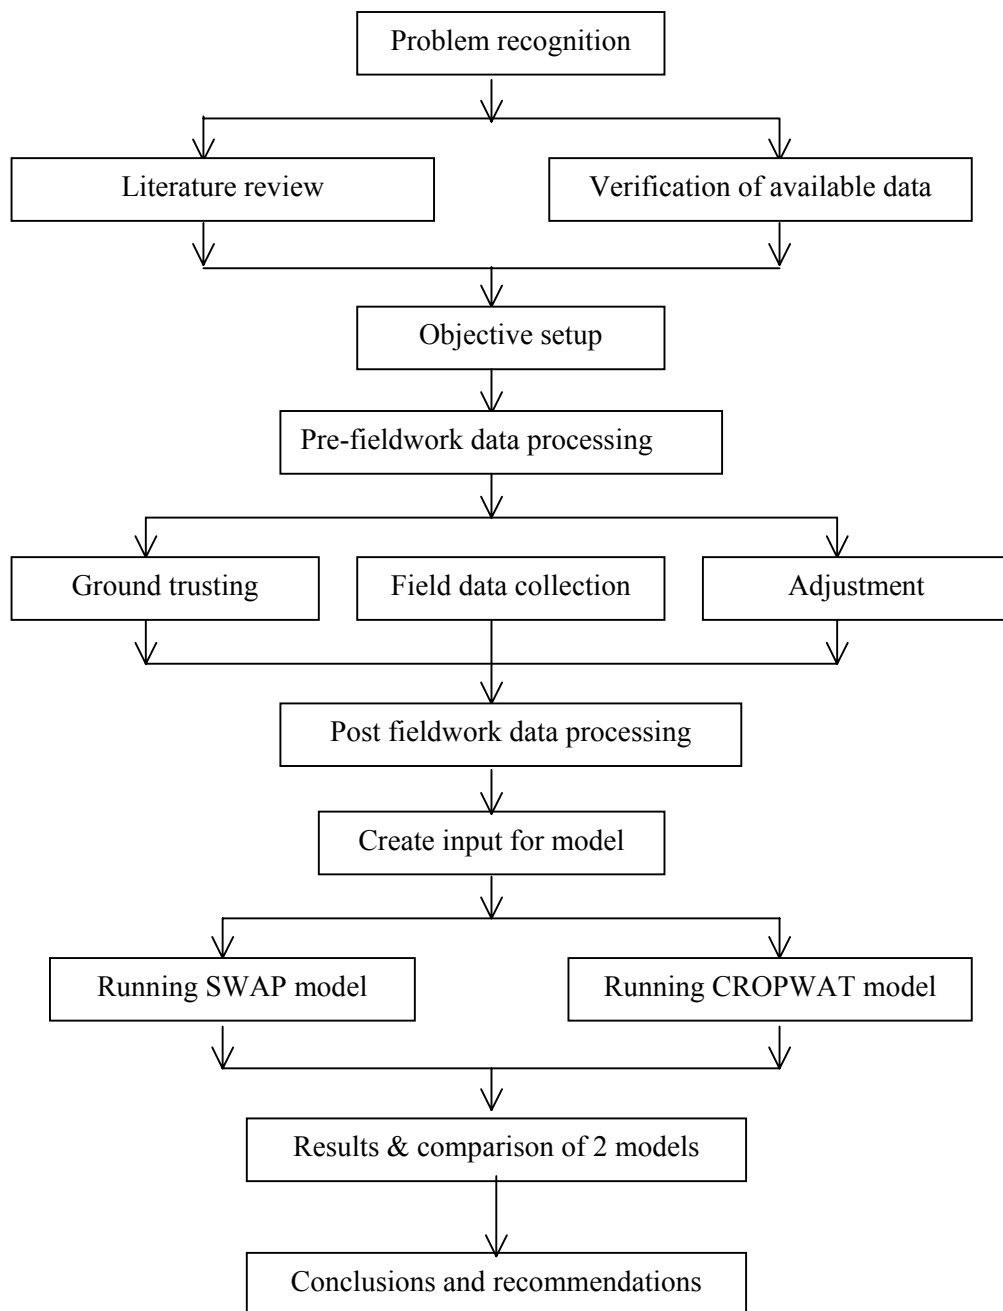 Problem recognition
Literature review
Verification of available data
Objective setup
Pre-fieldwork data processing
Ground trusting
Field data collection
Adjustment
Post fieldwork data processing
Create input for model
Running SWAP model
Running CROPWAT model
Results & comparison of 2 models
Conclusions and recommendations